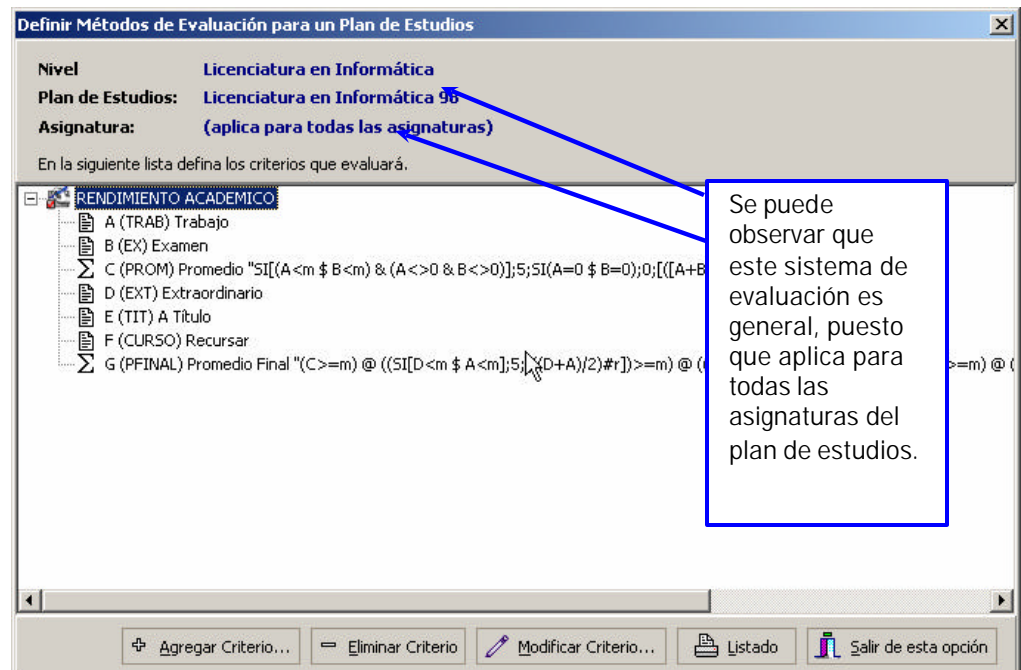 Definir Métodos de Evaluación para un Plan de Estudios
Nivel Licenciatura en Informática
Plan de Estudios: Licenciatura en Informática 98
Asignatura: (aplica para todas las asignaturas)
En la siguiente lista defina los criterios que evaluará.
RENDIMIENTO ACADEMICO
A (TRAB) Trabajo
B (EX) Examen
C (PROM) Promedio "SI[(A<m $ B<m) & (A<>0 & B<>0)];5;SI(A=0 $ B=0);0;[([A+B
D (EXT) Extraordinario
E (TIT) A Título
F (CURSO) Recursar
G (PFINAL) Promedio Final "(C>=m) @ ((SI[D<m $ A<m];5; (D+A)/2)#r])>=m) @ ( >=m) @ (
Se puede
observar que
este sistema de
evaluación es
general, puesto
que aplica para
todas las
asignaturas del
plan de estudios.
Agregar Criterio... Eliminar Criterio Modificar Criterio... Listado Salir de esta opción